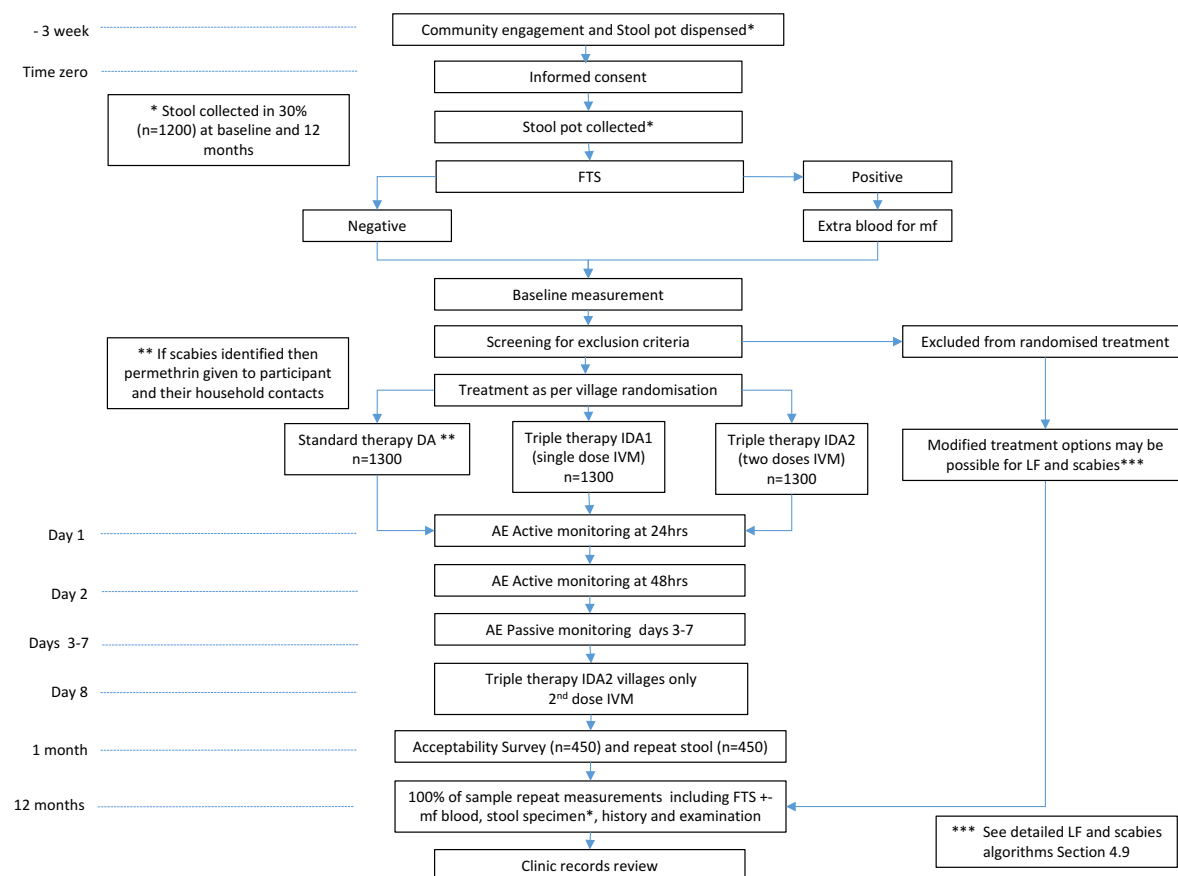 - 3 week
Community engagement and Stool pot dispensed*
Time zero
Informed consent
* Stool collected in 30%
(n=1200) at baseline and 12
months
Stool pot collected*
FTS
Positive
Negative
Extra blood for mf
Baseline measurement
Screening for exclusion criteria
Excluded from randomised treatment
** If scabies identified then
permethrin given to participant
and their household contacts
Treatment as per village randomisation
Standard therapy DA **
n=1300
Triple therapy IDA1
(single dose IVM)
n=1300
Triple therapy IDA2
(two doses IVM)
n=1300
Modified treatment options may be
possible for LF and scabies***
Day 1
AE Active monitoring at 24hrs
Day 2
AE Active monitoring at 48hrs
Days 3-7
AE Passive monitoring days 3-7
Day 8
Triple therapy IDA2 villages only
2nd dose IVM
1 month
Acceptability Survey (n=450) and repeat stool (n=450)
12 months
100% of sample repeat measurements including FTS +-
mf blood, stool specimen*, history and examination
*** See detailed LF and scabies
algorithms Section 4.9
Clinic records review